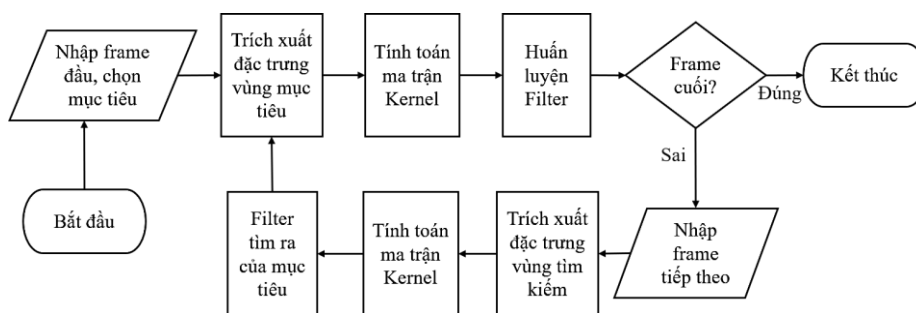 Nhập frame
đầu, chọn
mục tiêu
Trích xuất
đặc trưng
vùng mục
tiêu
Tính toán
ma trận
Kernel
Huấn
luyện
Filter
Frame
cuối?
Đúng
Kết thúc
Sai
Bắt đầu
Filter
tìm ra
của mục
tiêu
Tính toán
ma trận
Kernel
Trích xuất
đặc trưng
vùng tìm
kiếm
Nhập
frame
tiếp theo